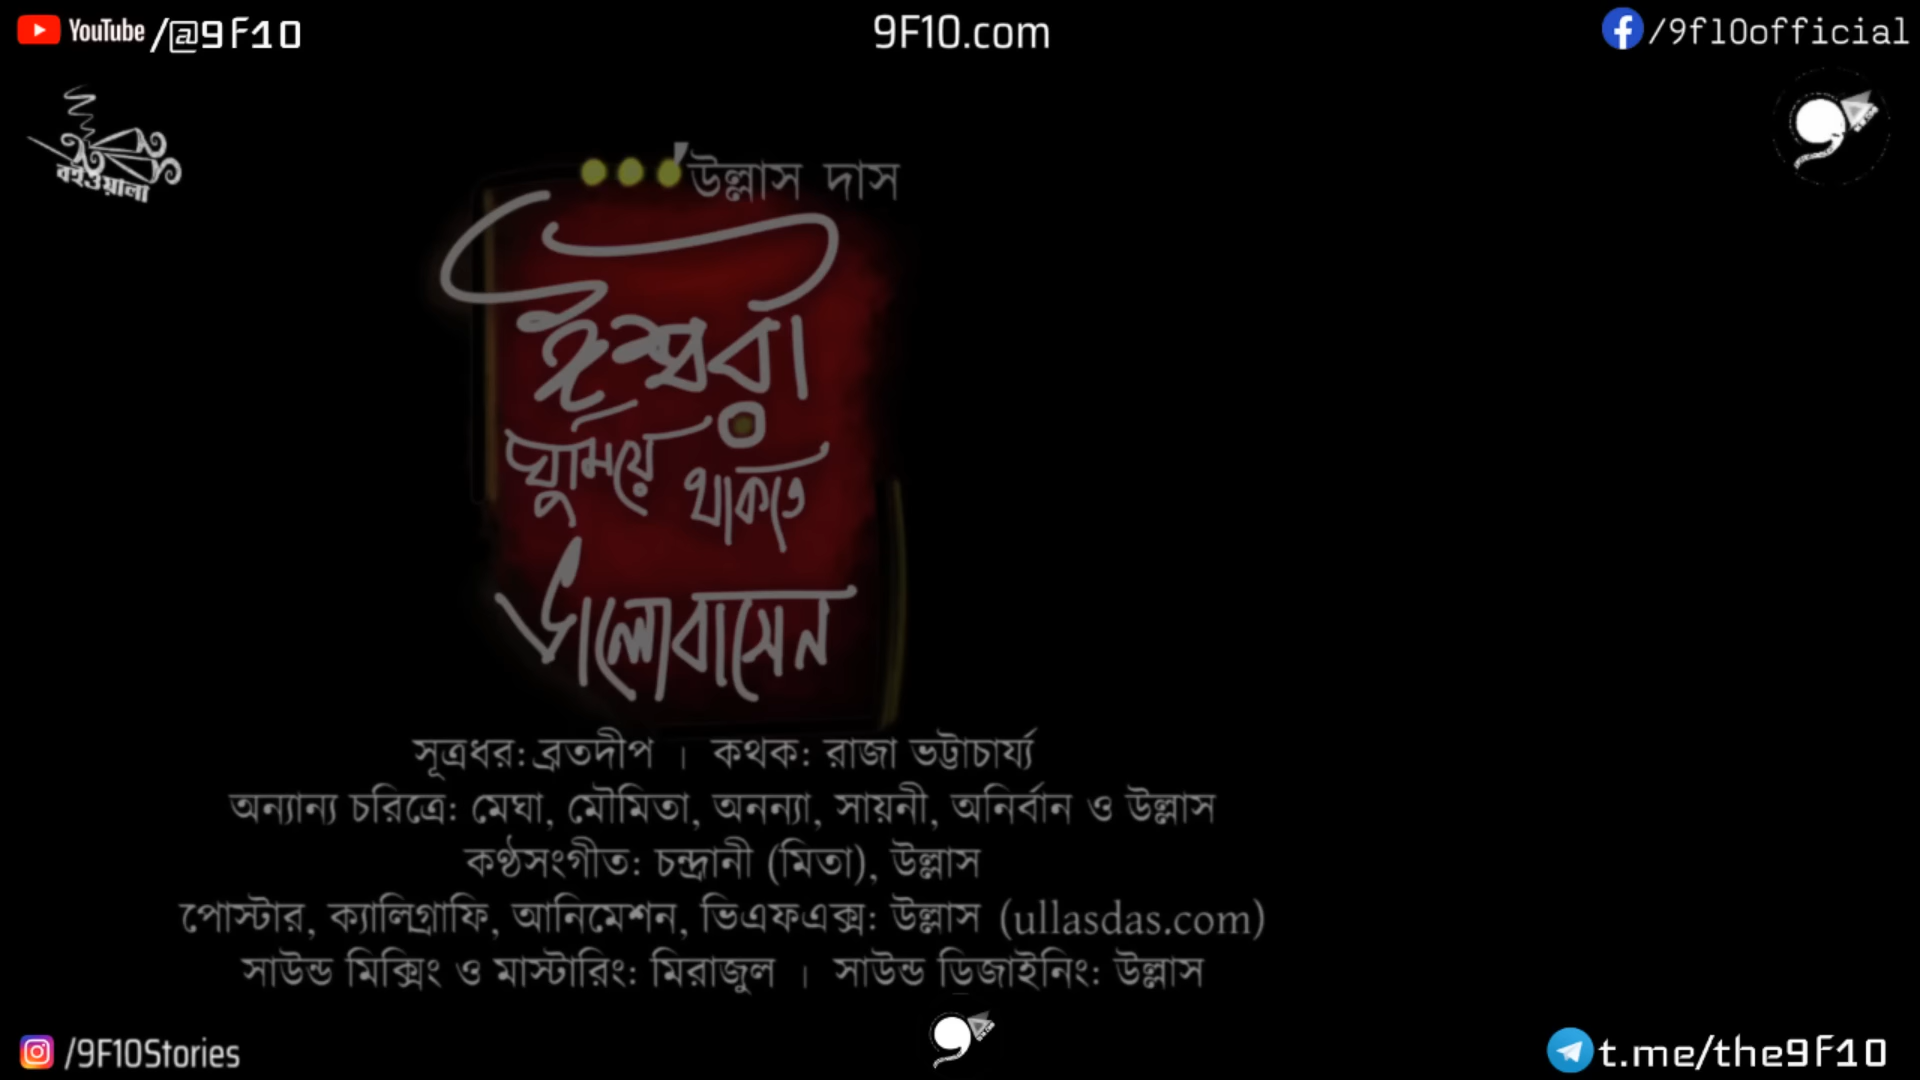 YouTube /@9F10
9F10.com
/9f10official
বইওয়ালা
উল্লাস দাস
ঈশ্বরী
ঘুমিয়ে থাকতে
ভালোবাসেন
সূত্রধর: ব্রতদীপ । কথক: রাজা ভট্টাচার্য্য
অন্যান্য চরিত্রে: মেঘা, মৌমিতা, অনন্যা, সায়নী, অনির্বান ও উল্লাস
কণ্ঠসংগীত: চন্দ্রানী (মিতা), উল্লাস
পোস্টার, ক্যালিগ্রাফি, আনিমেশন, ভিএফএক্স: উল্লাস (ullasdas.com)
সাউন্ড মিক্সিং ও মাস্টারিং: মিরাজুল । সাউন্ড ডিজাইনিং: উল্লাস
/9F10Stories
t.me/the9F10